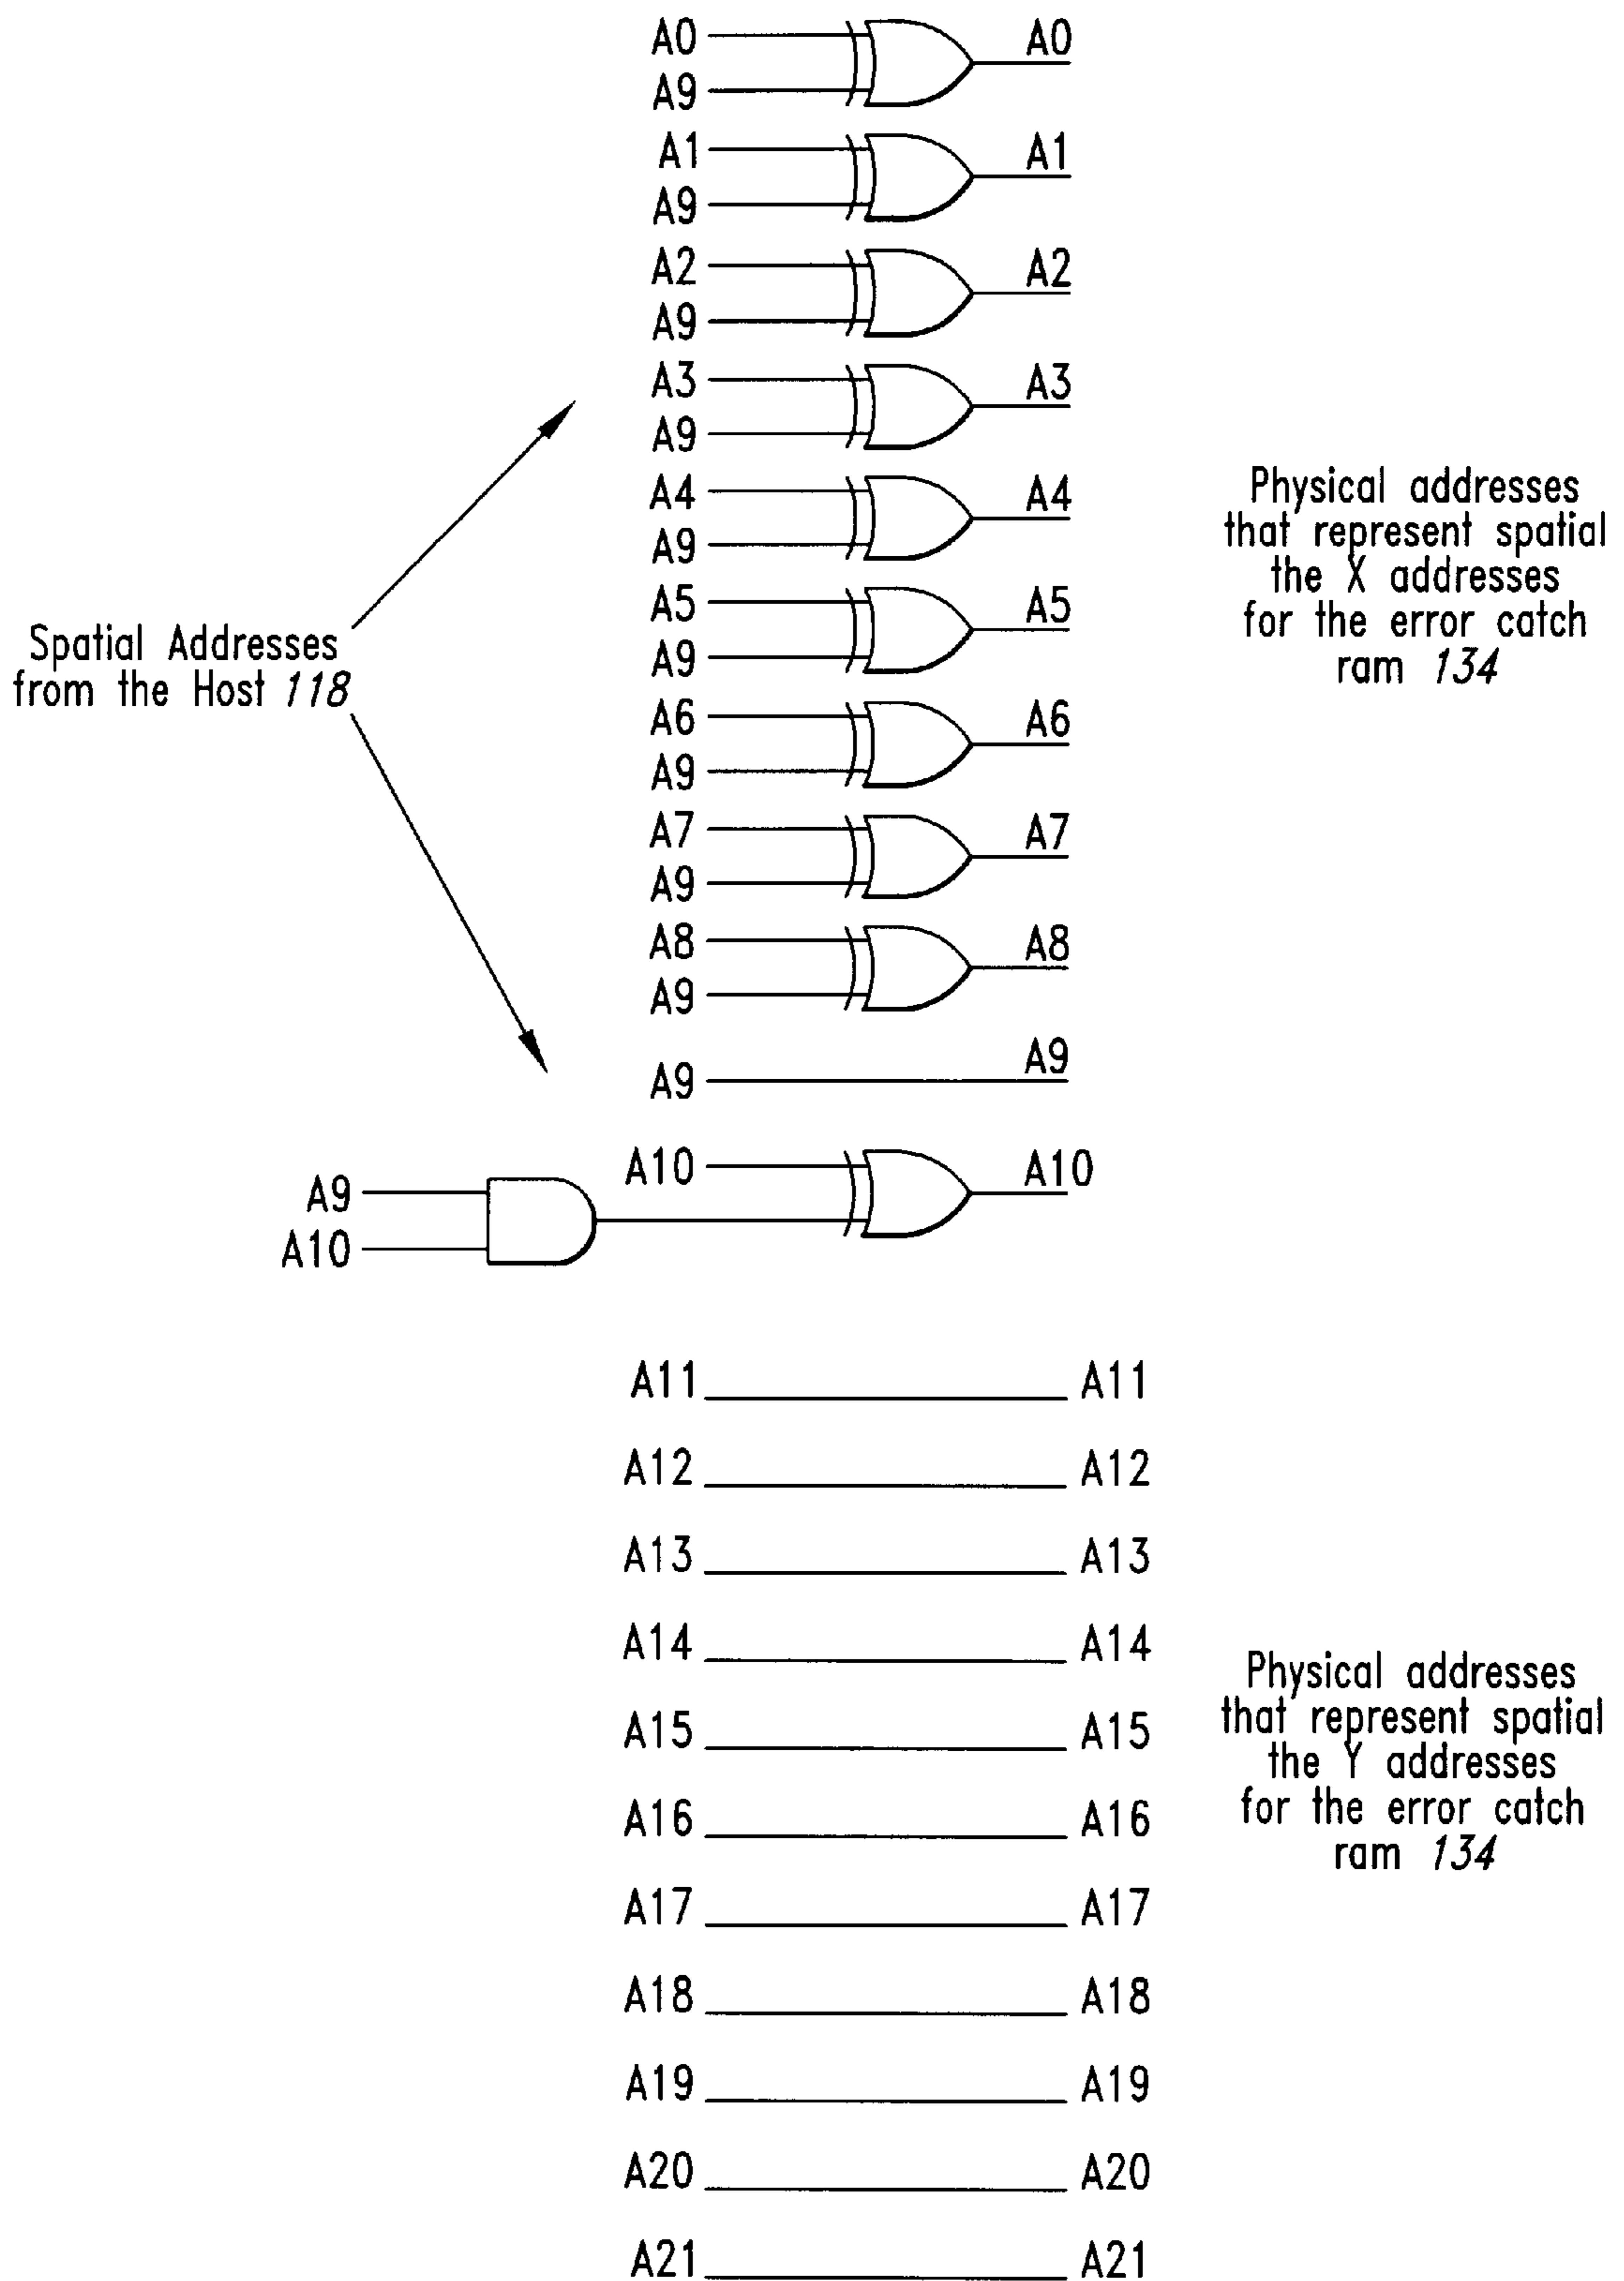 A0 A0
A9
A1 A1
A9
A2 A2
A9
A3 A3
A9
A4 A4
A9
A5 A5
A9
A6 A6
A9
A7 A7
A9
A8 A8
A9
A9 A9
A10 A10
A9
A10
Spatial Addresses
from the Host 118
Physical addresses
that represent spatial
the X addresses
for the error catch
ram 134
A11 A11
A12 A12
A13 A13
A14 A14
A15 A15
A16 A16
A17 A17
A18 A18
A19 A19
A20 A20
A21 A21
Physical addresses
that represent spatial
the Y addresses
for the error catch
ram 134